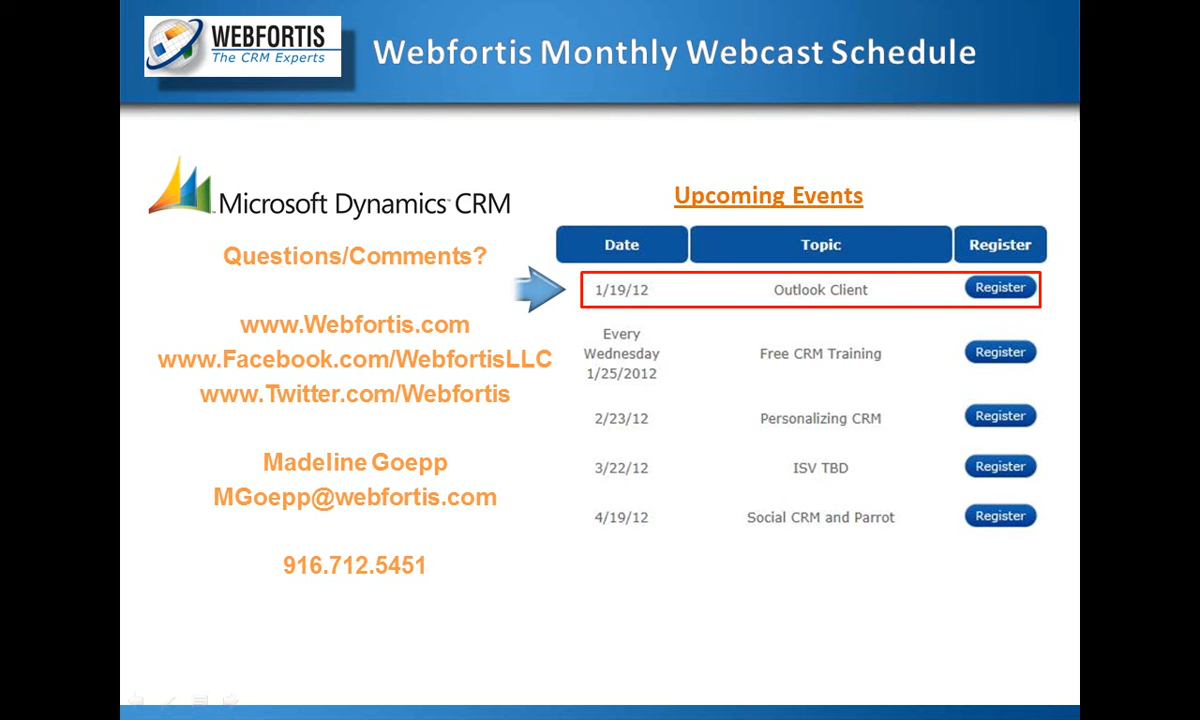 WEBFORTIS
The CRM Experts
Webfortis Monthly Webcast Schedule
Microsoft Dynamics CRM
Questions/Comments?
www.Webfortis.com
www.Facebook.com/WebfortisLLC
www.Twitter.com/Webfortis
Madeline Goepp
MGoepp@webfortis.com
916.712.5451
Upcoming Events
Date Topic Register
1/19/12 Outlook Client Register
Every
Wednesday Free CRM Training Register
1/25/2012
2/23/12 Personalizing CRM Register
3/22/12 ISV TBD Register
4/19/12 Social CRM and Parrot Register